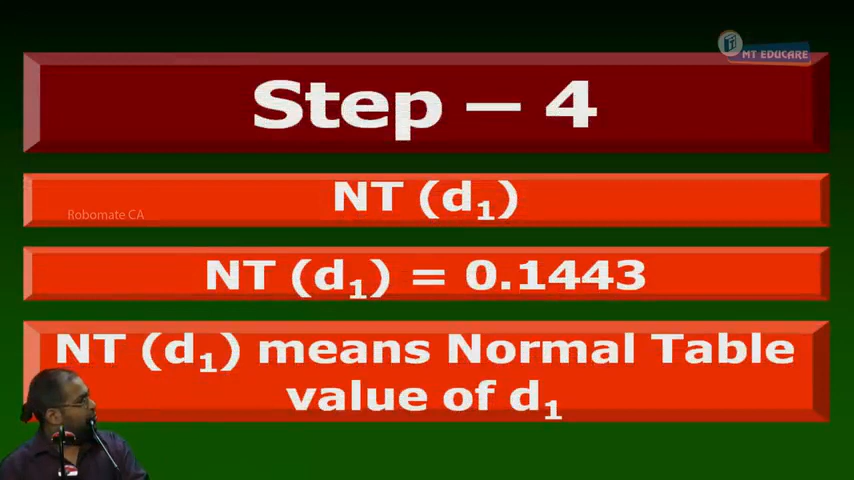 MT EDUCARE
Step – 4
NT (d₁)
Robomate CA
NT (d₁) = 0.1443
NT (d₁) means Normal Table
value of d₁